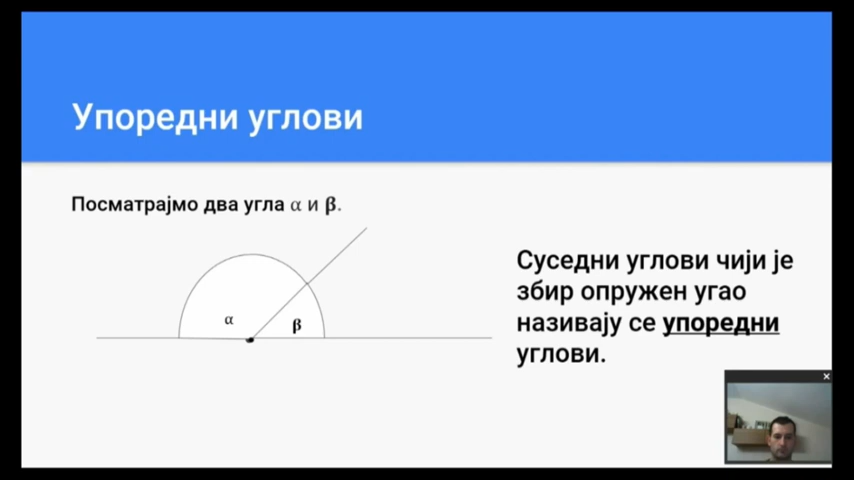 Упоредни углови
Посматрајмо два угла α и β.
α
β
Суседни углови чији је
збир опружен угао
називају се упоредни
углови.